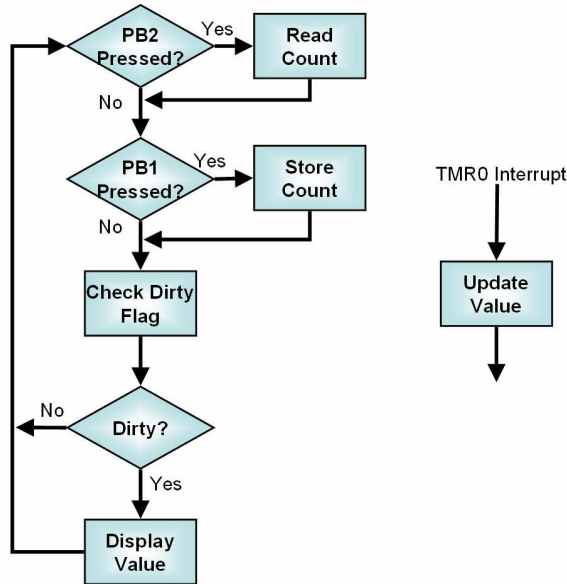 PB2
Pressed?
Yes
Read
Count
No
PB1
Pressed?
Yes
Store
Count
No
Check Dirty
Flag
No
Dirty?
Yes
Display
Value
TMR0 Interrupt
Update
Value